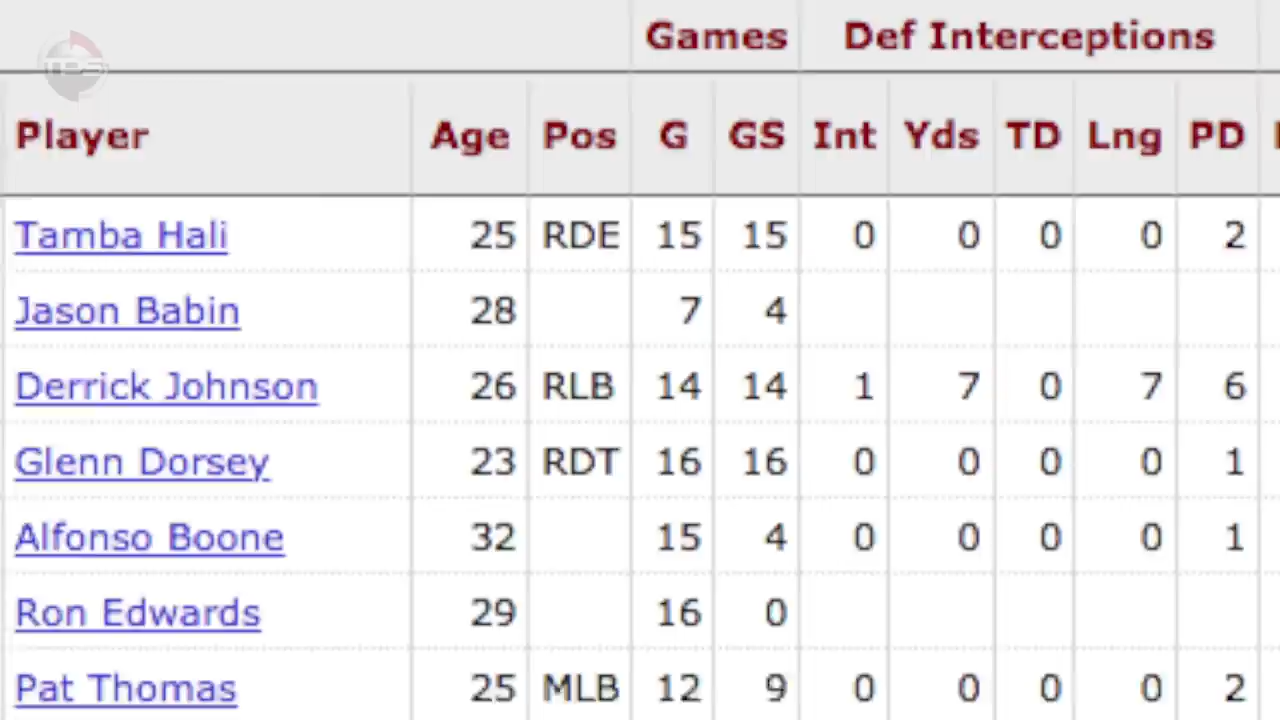 TBS
Games Def Interceptions
Player Age Pos G GS Int Yds TD Lng PD
Tamba Hali 25 RDE 15 15 0 0 0 0 2
Jason Babin 28 7 4
Derrick Johnson 26 RLB 14 14 1 7 0 7 6
Glenn Dorsey 23 RDT 16 16 0 0 0 0 1
Alfonso Boone 32 15 4 0 0 0 0 1
Ron Edwards 29 16 0
Pat Thomas 25 MLB 12 9 0 0 0 0 2